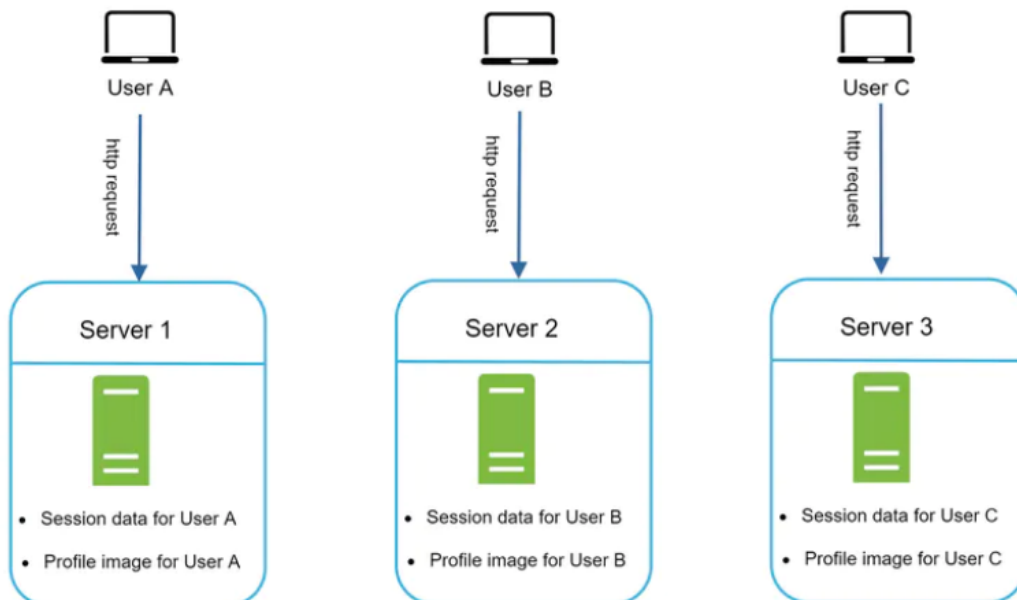 User A
User B
User C
http request
http request
http request
Server 1
Server 2
Server 3
• Session data for User A
• Profile image for User A
• Session data for User B
• Profile image for User B
• Session data for User C
• Profile image for User C